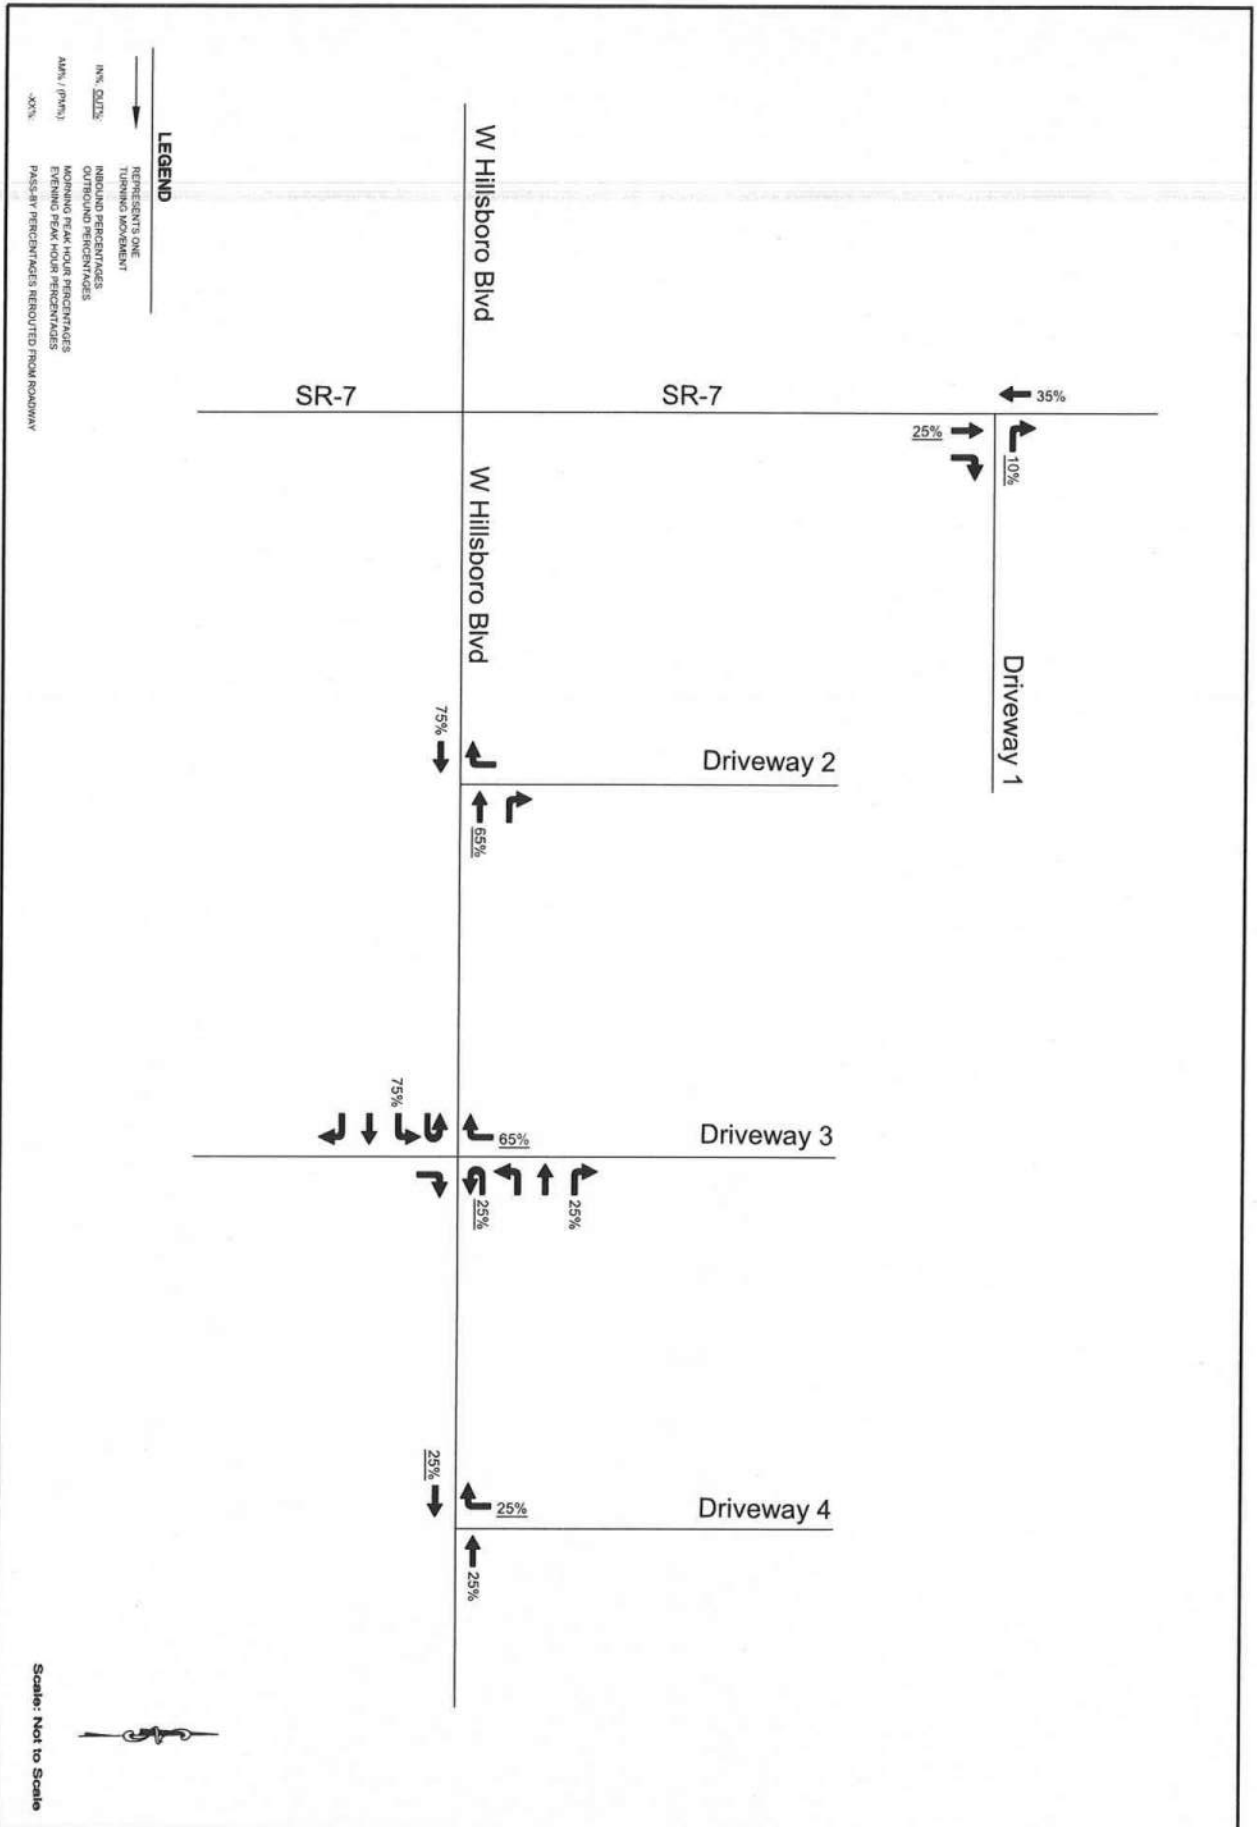 35%
10%
Driveway 1
25%
SR-7
Driveway 2
Driveway 3
Driveway 4
25%
65%
25%
W Hillsboro Blvd
W Hillsboro Blvd
65%
25%
25%
75%
75%
25%
SR-7
LEGEND
REPRESENTS ONE
TURNING MOVEMENT
IN%, OUT%:
INBOUND PERCENTAGES
OUTBOUND PERCENTAGES
AM% / (PM%):
MORNING PEAK HOUR PERCENTAGES
EVENING PEAK HOUR PERCENTAGES
-XX%:
PASS-BY PERCENTAGES REROUTED FROM ROADWAY
Scale: Not to Scale